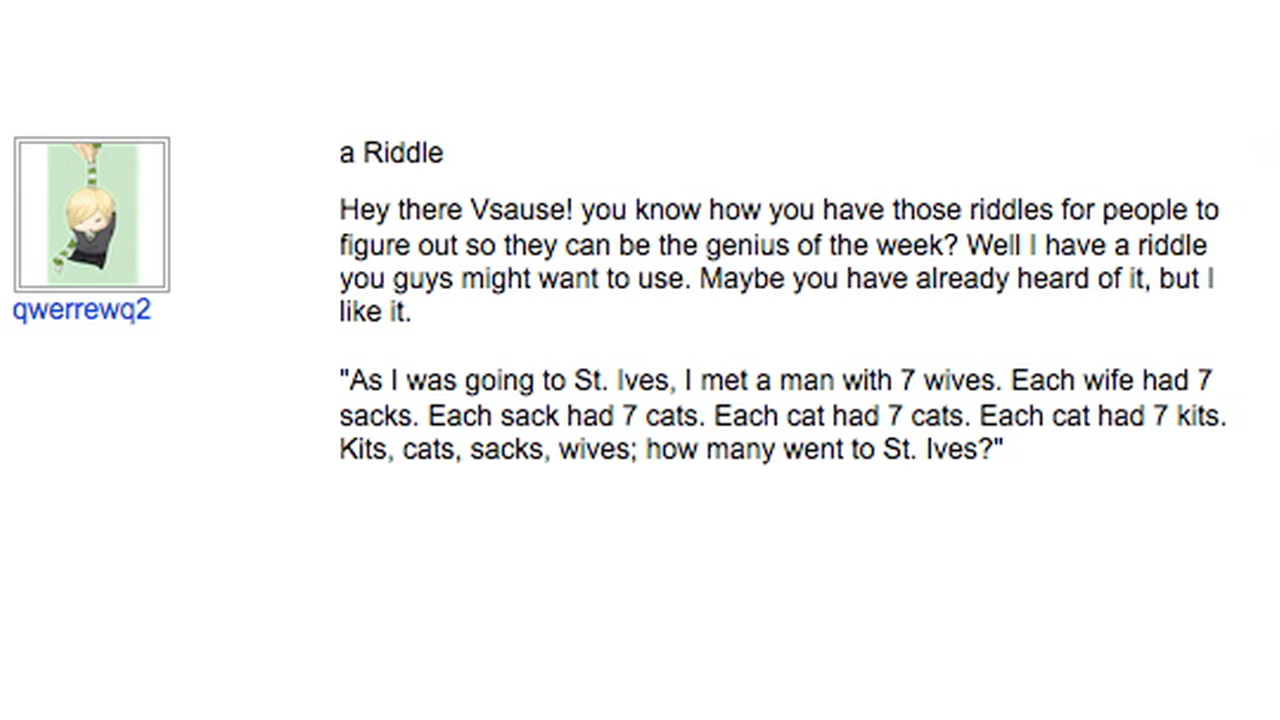 a Riddle
Hey there Vsause! you know how you have those riddles for people to
figure out so they can be the genius of the week? Well I have a riddle
you guys might want to use. Maybe you have already heard of it, but I
like it.
qwerrewq2
"As I was going to St. Ives, I met a man with 7 wives. Each wife had 7
sacks. Each sack had 7 cats. Each cat had 7 cats. Each cat had 7 kits.
Kits, cats, sacks, wives; how many went to St. Ives?"